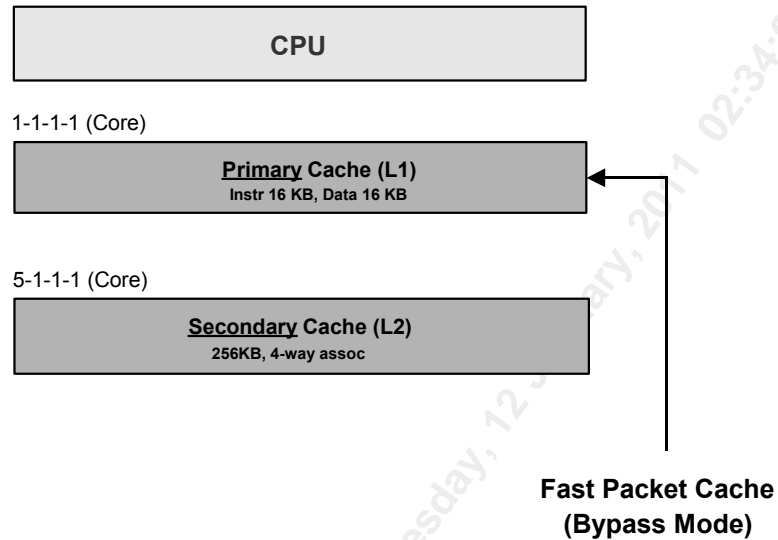 CPU
1-1-1-1 (Core)
Primary Cache (L1)
Instr 16 KB, Data 16 KB
5-1-1-1 (Core)
Secondary Cache (L2)
256KB, 4-way assoc
Fast Packet Cache
(Bypass Mode)